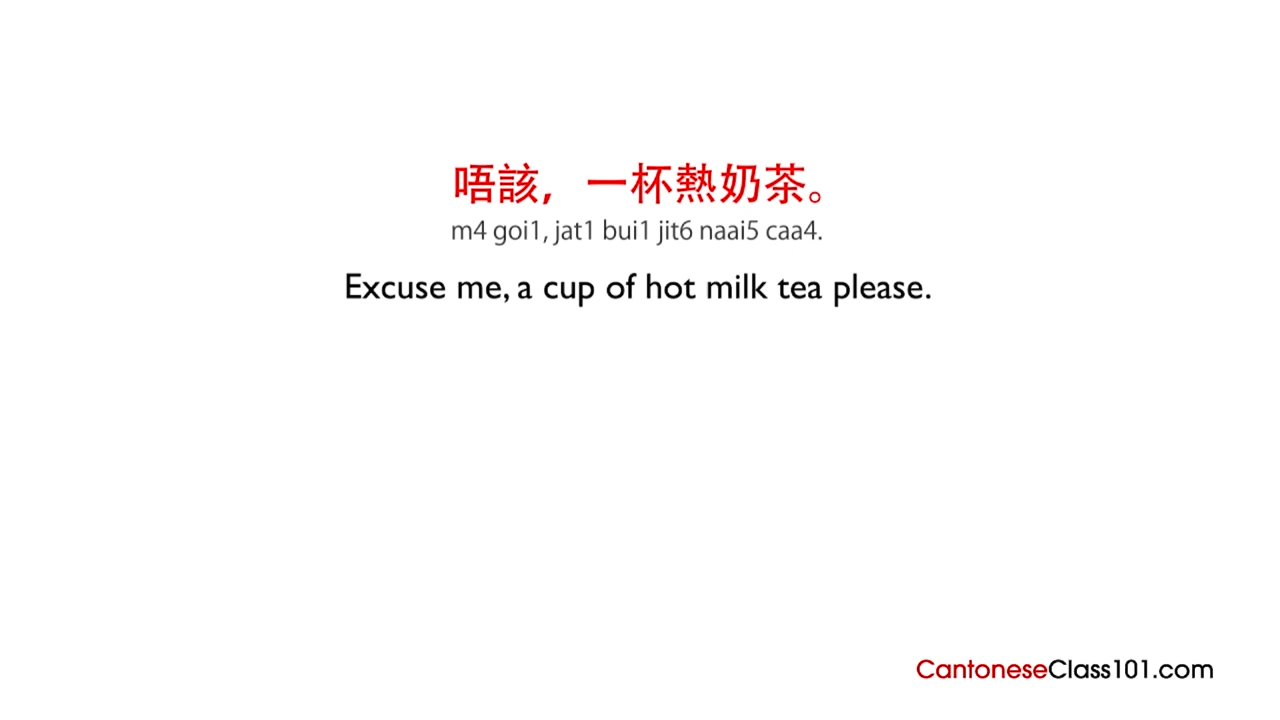 唔該，一杯熱奶茶。
m4 goi1, jat1 bui1 jit6 naai5 caa4.
Excuse me, a cup of hot milk tea please.
CantoneseClass101.com